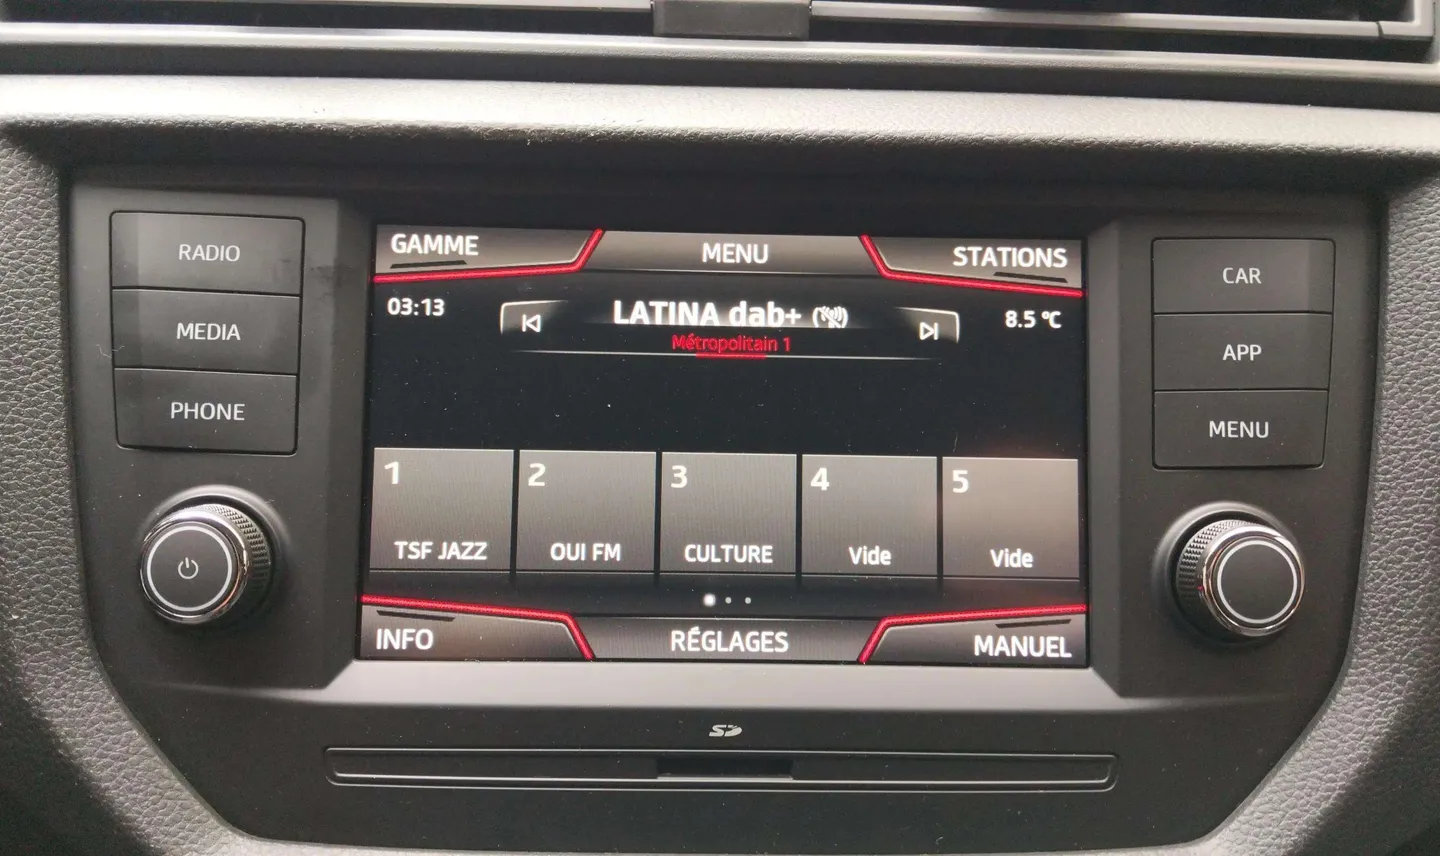 RADIO
MEDIA
PHONE
GAMME
MENU
STATIONS
03:13
LATINA dab+
8.5 °C
Métropolitain 1
1
TSF JAZZ
2
OUI FM
3
CULTURE
4
Vide
5
Vide
INFO
RÉGLAGES
MANUEL
CAR
APP
MENU
SD